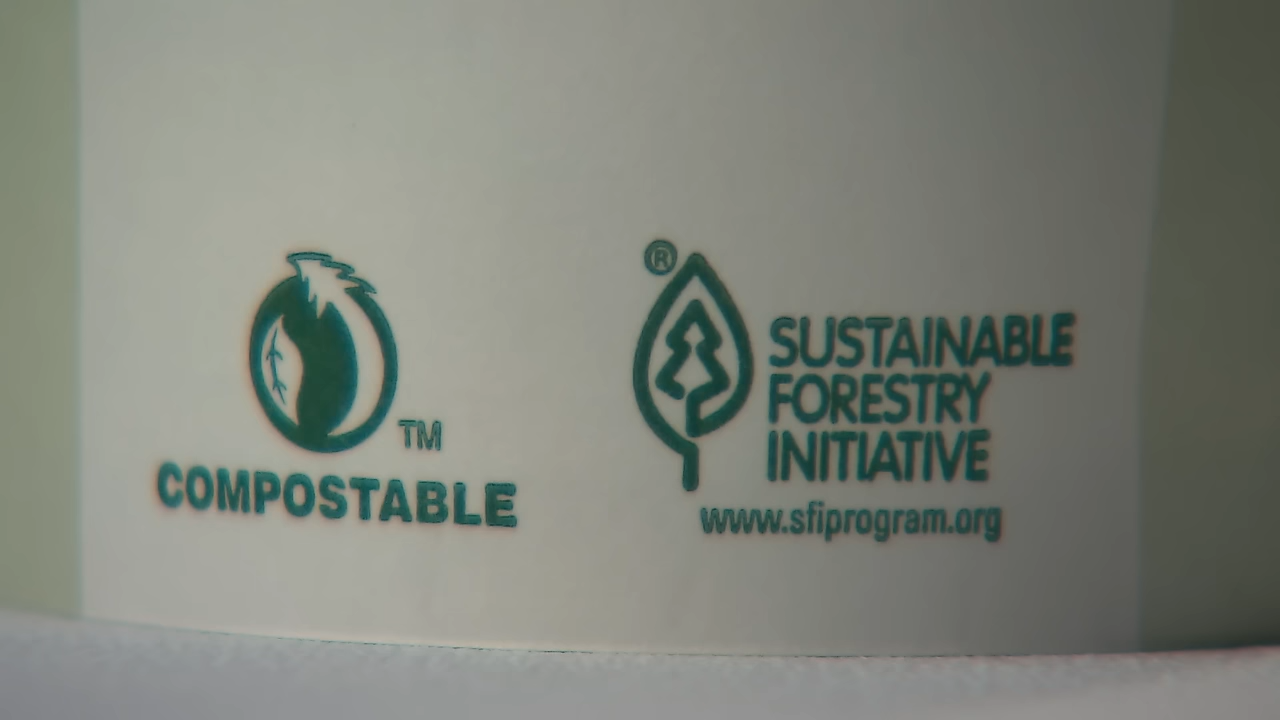 TM
COMPOSTABLE
®
SUSTAINABLE
FORESTRY
INITIATIVE
www.sfiprogram.org